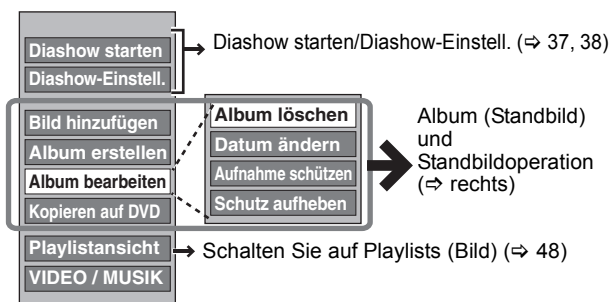 Diashow starten
Diashow-Einstell.
Diashow starten/Diashow-Einstell. (⇨ 37, 38)
Bild hinzufügen
Album erstellen
Album bearbeiten
Kopieren auf DVD
Album löschen
Datum ändern
Aufnahme schützen
Schutz aufheben
Album (Standbild)
und
Standbildoperation
(⇨ rechts)
Playlistansicht
VIDEO / MUSIK
Schalten Sie auf Playlists (Bild) (⇨ 48)